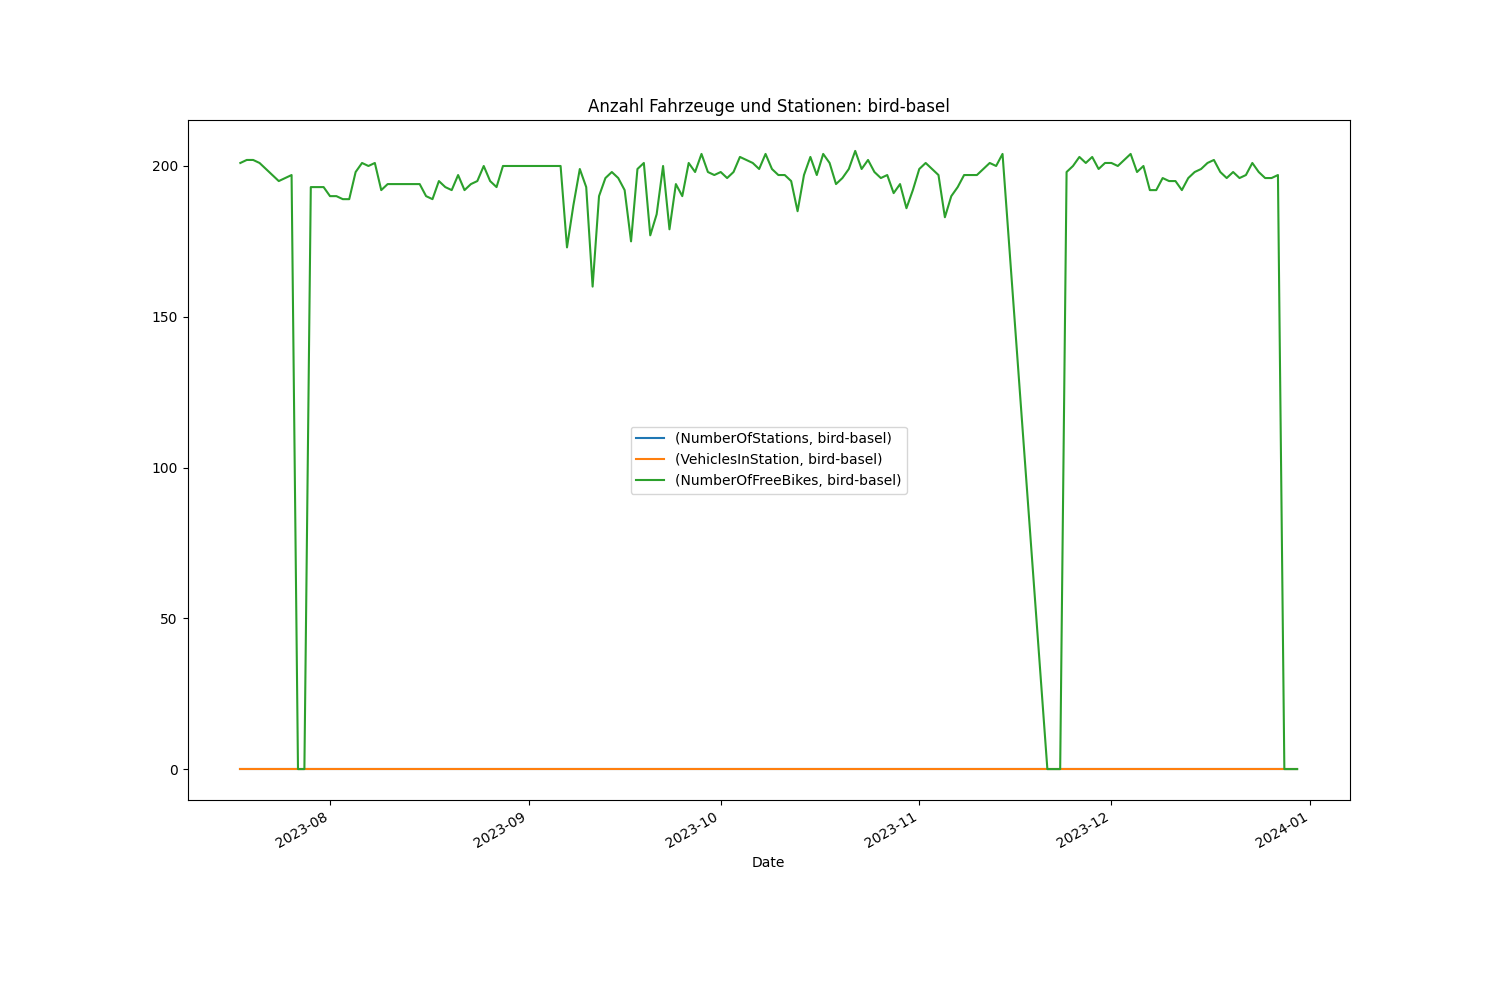 Anzahl Fahrzeuge und Stationen: bird-basel
200
150
100
50
0
(NumberOfStations, bird-basel)
(VehiclesInStation, bird-basel)
(NumberOfFreeBikes, bird-basel)
2023-08
2023-09
2023-10
2023-11
2023-12
2024-01
Date